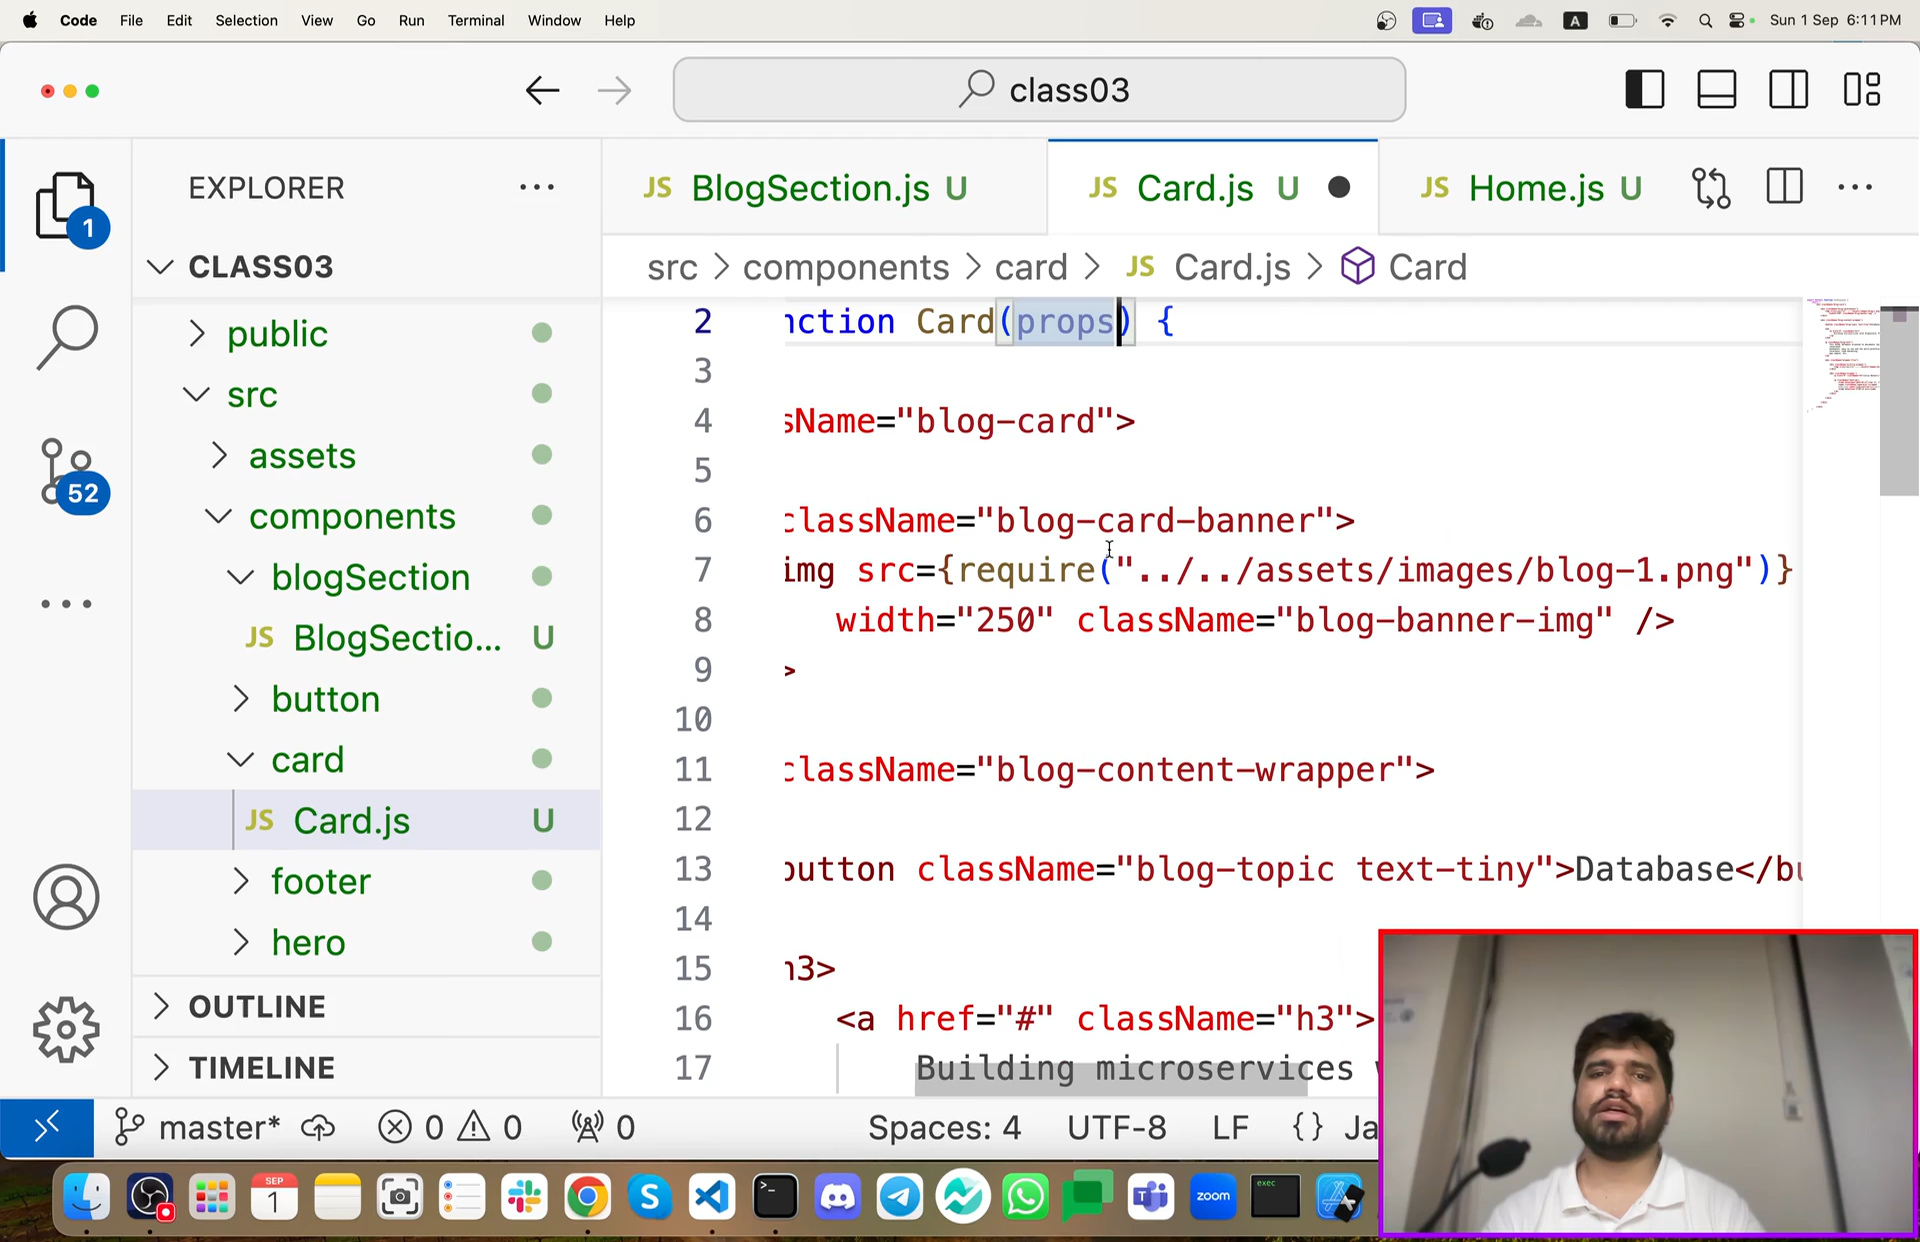 Code File Edit Selection View Go Run Terminal Window Help A Sun 1 Sep 6:11 PM
class03
EXPLORER
1
CLASS03
public
src
assets
components
blogSection
JS BlogSectio... U
button
card
JS Card.js U
footer
hero
OUTLINE
TIMELINE
52
JS BlogSection.js U JS Card.js U JS Home.js U
src > components > card > JS Card.js > Card
2 nction Card(props) {
3
4 sName="blog-card">
5
6 className="blog-card-banner">
7 img src={require("../../assets/images/blog-1.png")}
8 width="250" className="blog-banner-img" />
9 >
10
11 className="blog-content-wrapper">
12
13 button className="blog-topic text-tiny">Database</bu
14
15 h3>
16 <a href="#" className="h3">
17 Building microservices
master* 0 0 0 Spaces: 4 UTF-8 LF {} Ja
SEP
1
S
zoom
exec